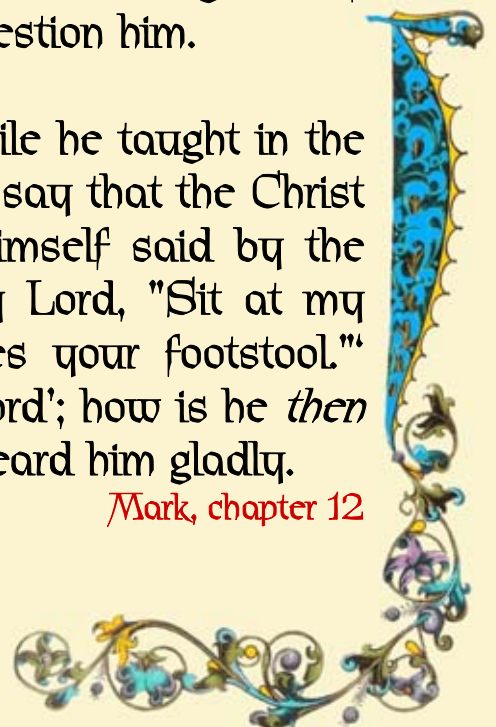 estion him.
ile he taught in the
say that the Christ
imself said by the
Lord, "Sit at my
es your footstool."‘
ord'; how is he then
eard him gladly.
Mark, chapter 12